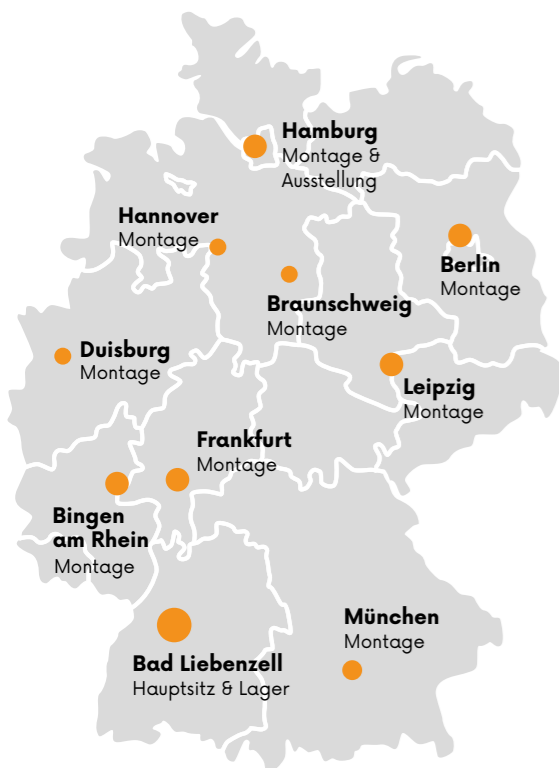 Hamburg
Montage &
Ausstellung
Hannover
Montage
Berlin
Montage
Braunschweig
Montage
Duisburg
Montage
Leipzig
Montage
Frankfurt
Montage
Bingen
am Rhein
Montage
München
Montage
Bad Liebenzell
Hauptsitz & Lager